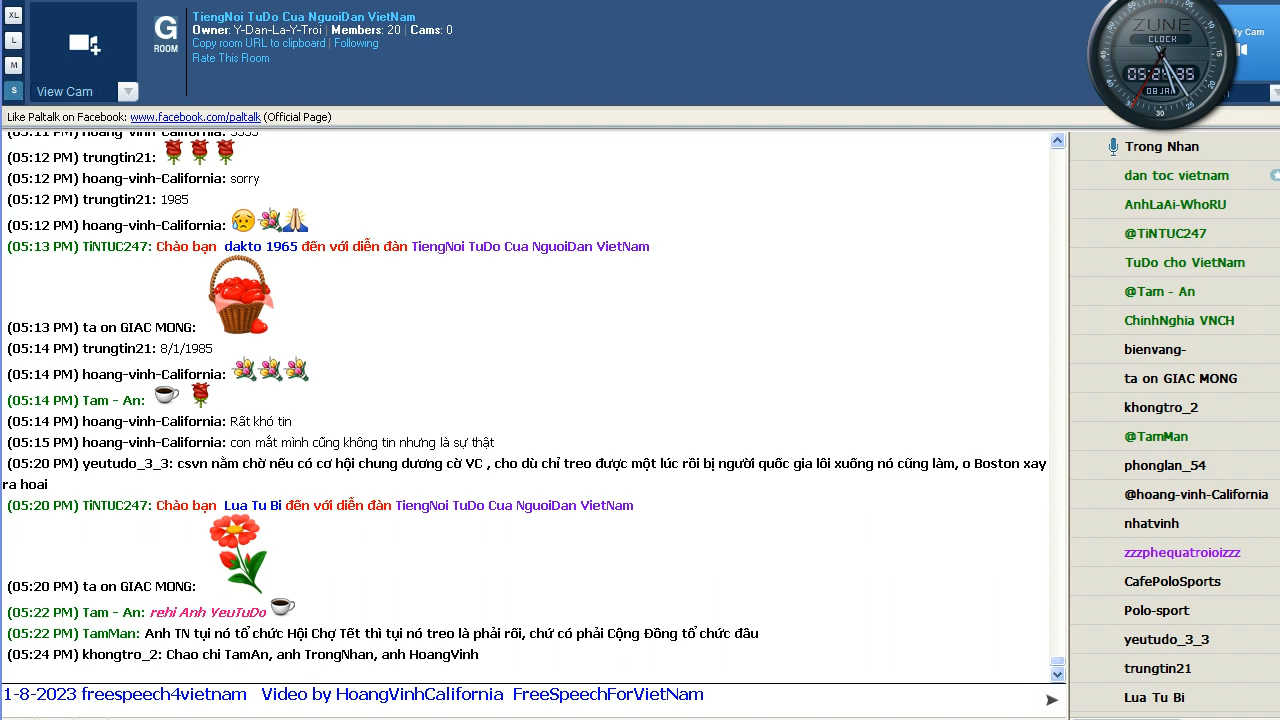 XL
L
M
S
View Cam
G
ROOM
TiengNoi TuDo Cua NguoiDan VietNam
Owner: Y-Dan-La-Y-Troi | Members: 20 | Cams: 0
Copy room URL to clipboard | Following
Rate This Room
ZUNE
CLOCK
08 JA
30
My Cam
Like Paltalk on Facebook: www.facebook.com/paltalk (Official Page)
(05:11 PM) hoang-vinh-California: 5555
(05:12 PM) trungtin21:
(05:12 PM) hoang-vinh-California: sorry
(05:12 PM) trungtin21: 1985
(05:12 PM) hoang-vinh-California:
(05:13 PM) TiNTUC247: Chào bạn dakto 1965 đến với diễn đàn TiengNoi TuDo Cua NguoiDan VietNam
(05:13 PM) ta on GIAC MONG:
(05:14 PM) trungtin21: 8/1/1985
(05:14 PM) hoang-vinh-California:
(05:14 PM) Tam - An:
(05:14 PM) hoang-vinh-California: Rất khó tin
(05:15 PM) hoang-vinh-California: con mắt mình cũng không tin nhưng là sự thật
(05:20 PM) yeutudo_3_3: csvn nằm chờ nếu có cơ hội chung dương cờ VC , cho dù chỉ treo được một lúc rồi bị người quốc gia lôi xuống nó cũng làm, o Boston xay
ra hoai
(05:20 PM) TiNTUC247: Chào bạn Lua Tu Bi đến với diễn đàn TiengNoi TuDo Cua NguoiDan VietNam
(05:20 PM) ta on GIAC MONG:
(05:22 PM) Tam - An: rehi Anh YeuTuDo
(05:22 PM) TamMan: Anh TN tụi nó tổ chức Hội Chợ Tết thì tụi nó treo là phải rồi, chứ có phải Cộng Đồng tổ chức đâu
(05:24 PM) khongtro_2: Chao chi TamAn, anh TrongNhan, anh HoangVinh
1-8-2023 freespeech4vietnam Video by HoangVinhCalifornia FreeSpeechForVietNam
Trong Nhan
dan toc vietnam
AnhLaAi-WhoRU
@TiNTUC247
TuDo cho VietNam
@Tam - An
ChinhNghia VNCH
bienvang-
ta on GIAC MONG
khongtro_2
@TamMan
phonglan_54
@hoang-vinh-California
nhatvinh
zzzphequatroioizzz
CafePoloSports
Polo-sport
yeutudo_3_3
trungtin21
Lua Tu Bi